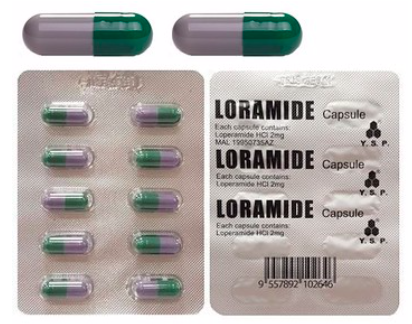 LORAMIDE Capsule
Each capsule contains:
Loperamide HCl 2mg
MAL 19950735AZ
Y. S. P.
LORAMIDE Capsule
Each capsule contains:
Loperamide HCl 2mg
LORAMIDE Capsule
Each capsule contains:
Loperamide HCl 2mg
Y. S. P.
9 557892 102646